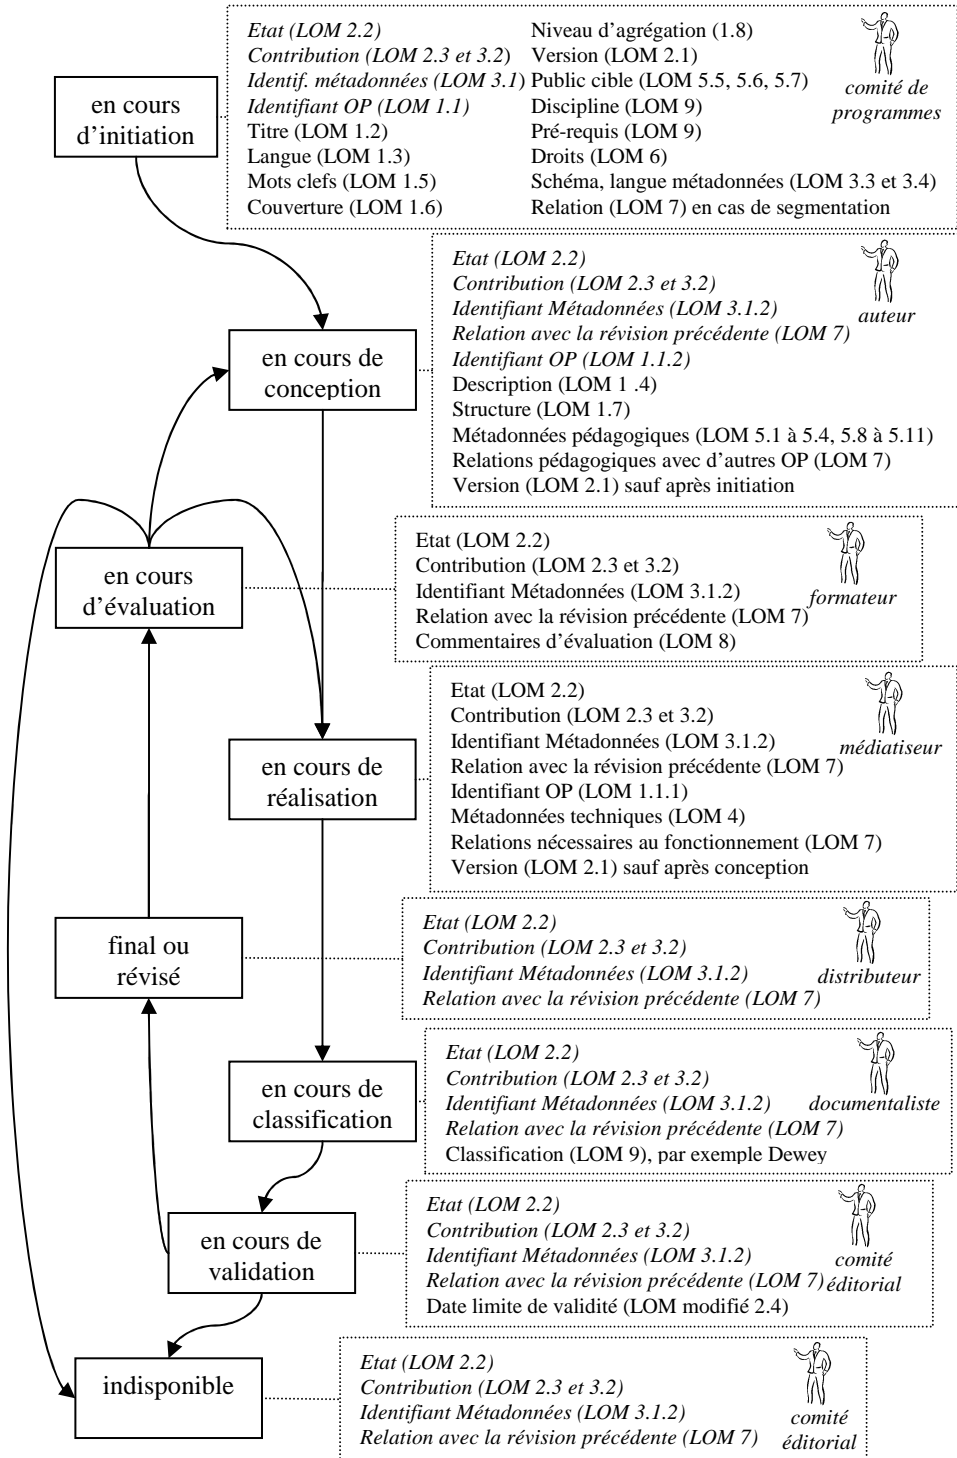 en cours
d'initiation
Etat (LOM 2.2)
Contribution (LOM 2.3 et 3.2)
Identif. métadonnées (LOM 3.1)
Identifiant OP (LOM 1.1)
Titre (LOM 1.2)
Langue (LOM 1.3)
Mots clefs (LOM 1.5)
Couverture (LOM 1.6)
Niveau d'agrégation (1.8)
Version (LOM 2.1)
Public cible (LOM 5.5, 5.6, 5.7)
Discipline (LOM 9)
Pré-requis (LOM 9)
Droits (LOM 6)
Schéma, langue métadonnées (LOM 3.3 et 3.4)
Relation (LOM 7) en cas de segmentation
comité de
programmes
en cours de
conception
Etat (LOM 2.2)
Contribution (LOM 2.3 et 3.2)
Identifiant Métadonnées (LOM 3.1.2)
Relation avec la révision précédente (LOM 7)
Identifiant OP (LOM 1.1.2)
Description (LOM 1 .4)
Structure (LOM 1.7)
Métadonnées pédagogiques (LOM 5.1 à 5.4, 5.8 à 5.11)
Relations pédagogiques avec d'autres OP (LOM 7)
Version (LOM 2.1) sauf après initiation
auteur
en cours
d'évaluation
Etat (LOM 2.2)
Contribution (LOM 2.3 et 3.2)
Identifiant Métadonnées (LOM 3.1.2)
Relation avec la révision précédente (LOM 7)
Commentaires d'évaluation (LOM 8)
formateur
en cours de
réalisation
Etat (LOM 2.2)
Contribution (LOM 2.3 et 3.2)
Identifiant Métadonnées (LOM 3.1.2)
Relation avec la révision précédente (LOM 7)
Identifiant OP (LOM 1.1.1)
Métadonnées techniques (LOM 4)
Relations nécessaires au fonctionnement (LOM 7)
Version (LOM 2.1) sauf après conception
médiatiseur
final ou
révisé
Etat (LOM 2.2)
Contribution (LOM 2.3 et 3.2)
Identifiant Métadonnées (LOM 3.1.2)
Relation avec la révision précédente (LOM 7)
distributeur
en cours de
classification
Etat (LOM 2.2)
Contribution (LOM 2.3 et 3.2)
Identifiant Métadonnées (LOM 3.1.2)
Relation avec la révision précédente (LOM 7)
Classification (LOM 9), par exemple Dewey
documentaliste
en cours de
validation
Etat (LOM 2.2)
Contribution (LOM 2.3 et 3.2)
Identifiant Métadonnées (LOM 3.1.2)
Relation avec la révision précédente (LOM 7)
Date limite de validité (LOM modifié 2.4)
comité
éditorial
indisponible
Etat (LOM 2.2)
Contribution (LOM 2.3 et 3.2)
Identifiant Métadonnées (LOM 3.1.2)
Relation avec la révision précédente (LOM 7)
comité
éditorial